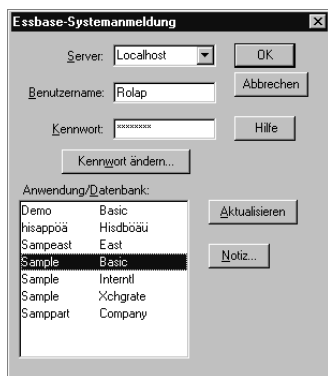 Essbase-Systemanmeldung
Server: Localhost OK
Benutzername: Rolap Abbrechen
Kennwort: xxxxxxxx Hilfe
Kennwort ändern...
Anwendung/Datenbank:
Demo Basic Aktualisieren
hisappöä Hisdböäü
Sampeast East
Sample Basic Notiz...
Sample Interntl
Sample Xchgrate
Samppart Company